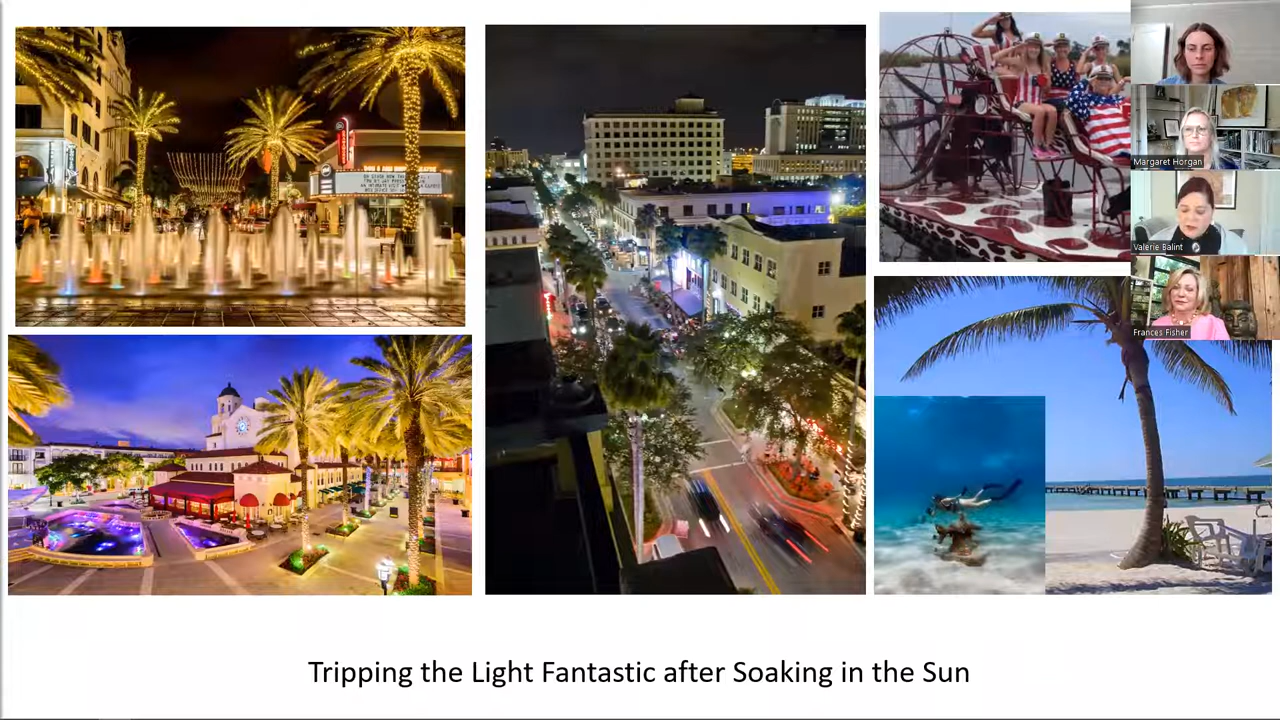 Margaret Horgan
Valerie Balint
Frances Fisher
Tripping the Light Fantastic after Soaking in the Sun